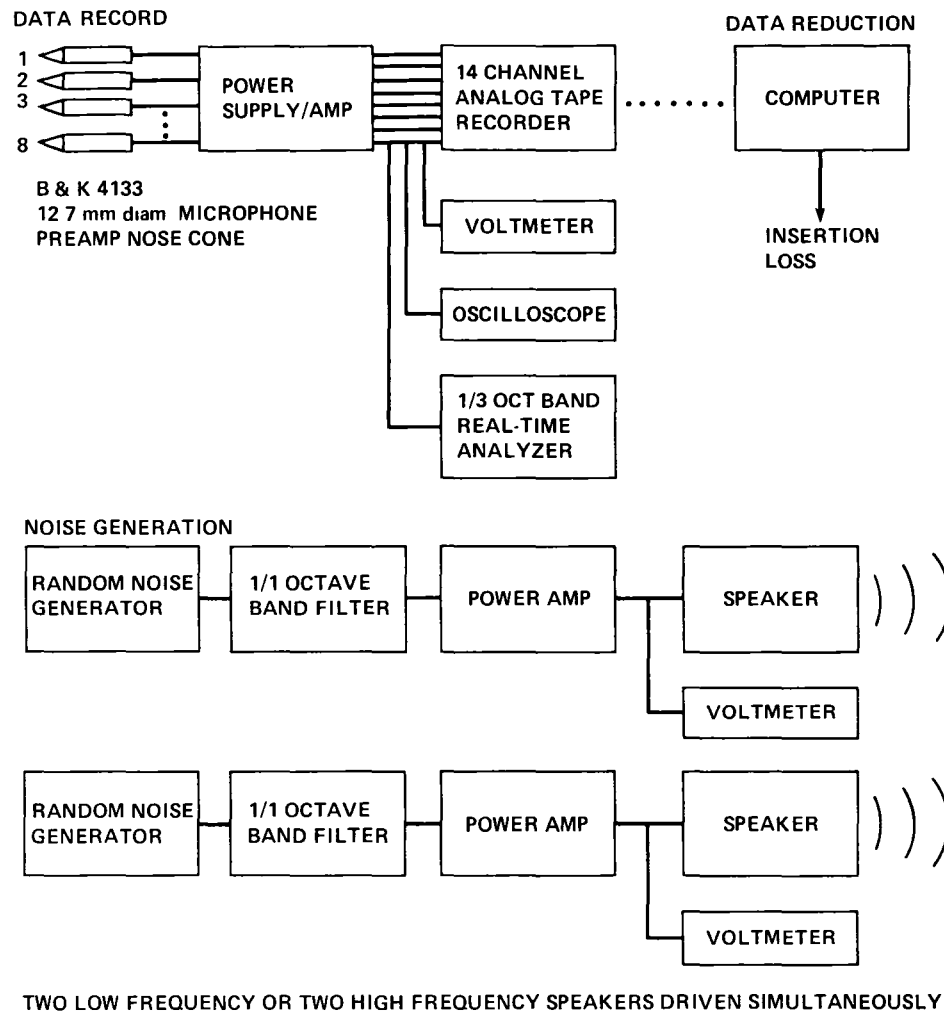 DATA RECORD
DATA REDUCTION
1
2
3
8
POWER
SUPPLY/AMP
14 CHANNEL
ANALOG TAPE
RECORDER
COMPUTER
B & K 4133
12 7 mm diam MICROPHONE
PREAMP NOSE CONE
VOLTMETER
INSERTION
LOSS
OSCILLOSCOPE
1/3 OCT BAND
REAL-TIME
ANALYZER
NOISE GENERATION
RANDOM NOISE
GENERATOR
1/1 OCTAVE
BAND FILTER
POWER AMP
SPEAKER
VOLTMETER
RANDOM NOISE
GENERATOR
1/1 OCTAVE
BAND FILTER
POWER AMP
SPEAKER
VOLTMETER
TWO LOW FREQUENCY OR TWO HIGH FREQUENCY SPEAKERS DRIVEN SIMULTANEOUSLY